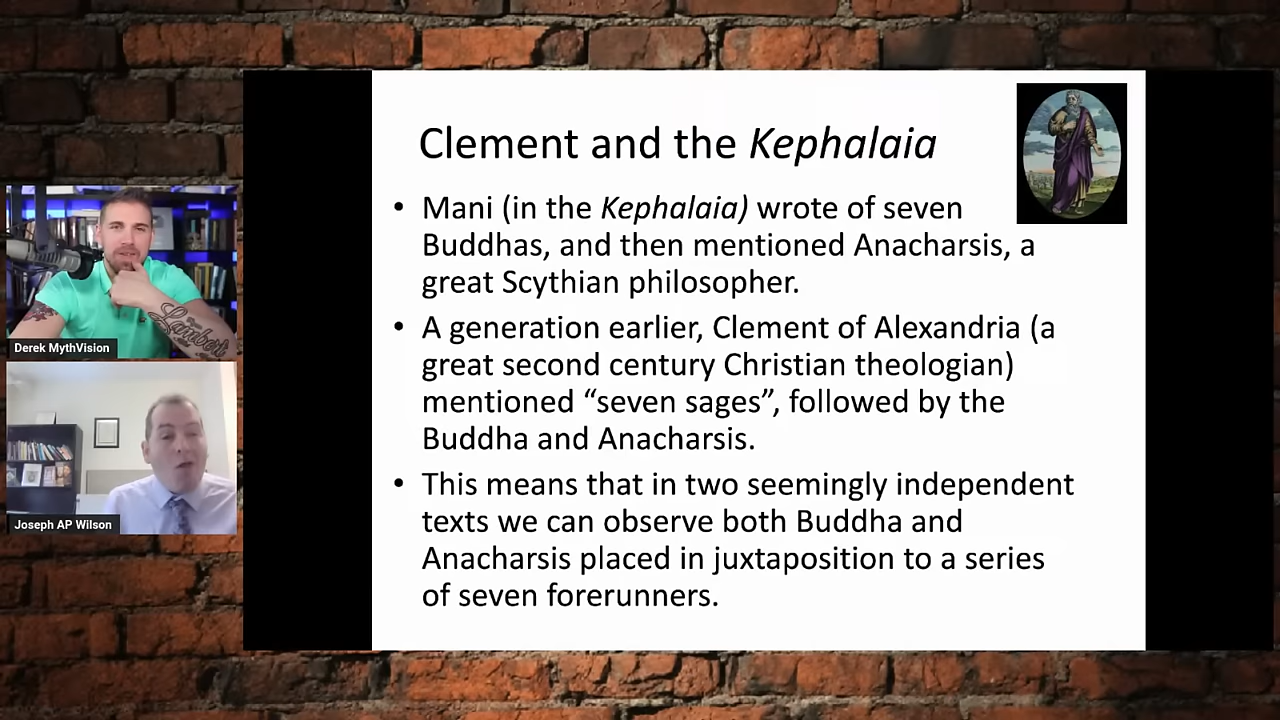 Clement and the Kephalaia
• Mani (in the Kephalaia) wrote of seven
Buddhas, and then mentioned Anacharsis, a
great Scythian philosopher.
• A generation earlier, Clement of Alexandria (a
great second century Christian theologian)
mentioned “seven sages”, followed by the
Buddha and Anacharsis.
• This means that in two seemingly independent
texts we can observe both Buddha and
Anacharsis placed in juxtaposition to a series
of seven forerunners.
Lambert
Derek MythVision
Joseph AP Wilson